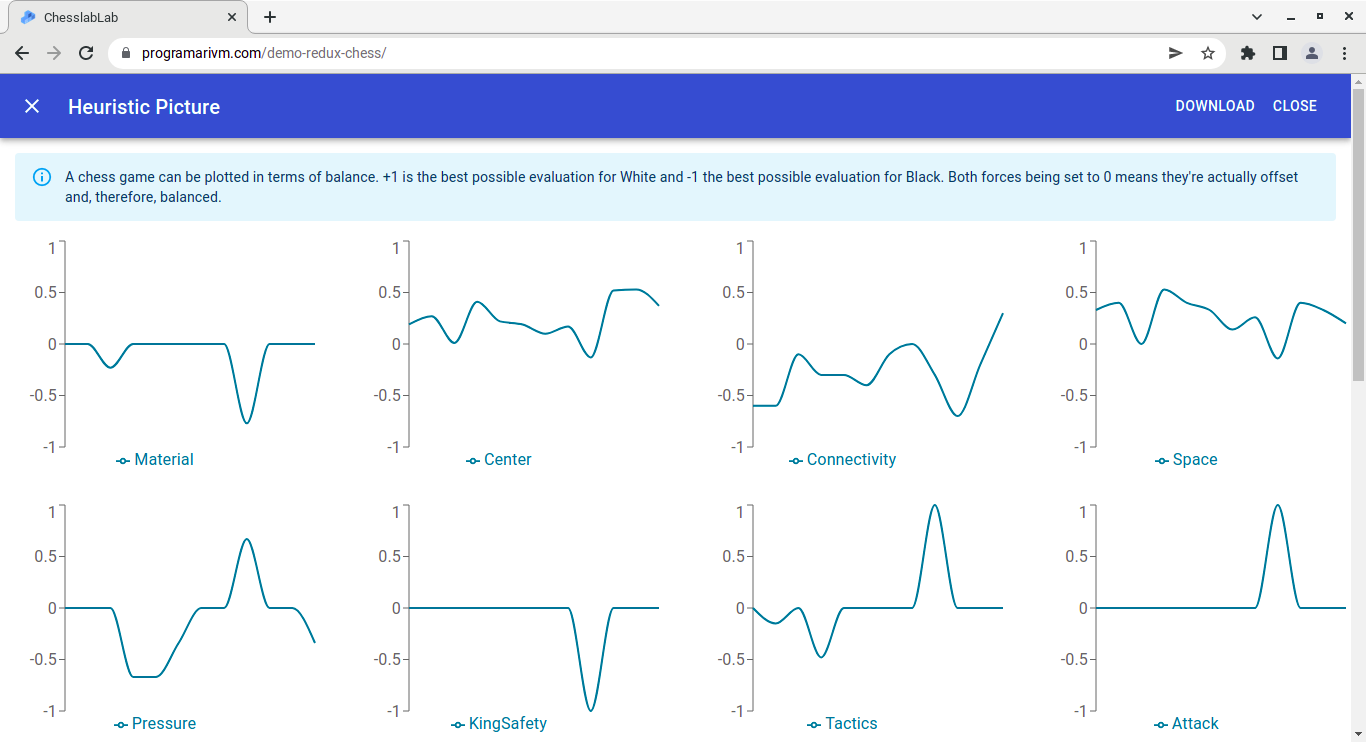 ChesslabLab
programarivm.com/demo-redux-chess/
Heuristic Picture
DOWNLOAD CLOSE
A chess game can be plotted in terms of balance. +1 is the best possible evaluation for White and -1 the best possible evaluation for Black. Both forces being set to 0 means they're actually offset
and, therefore, balanced.
1
0.5
0
-0.5
-1
Material
1
0.5
0
-0.5
-1
Center
1
0.5
0
-0.5
-1
Connectivity
1
0.5
0
-0.5
-1
Space
1
0.5
0
-0.5
-1
Pressure
1
0.5
0
-0.5
-1
KingSafety
1
0.5
0
-0.5
-1
Tactics
1
0.5
0
-0.5
-1
Attack